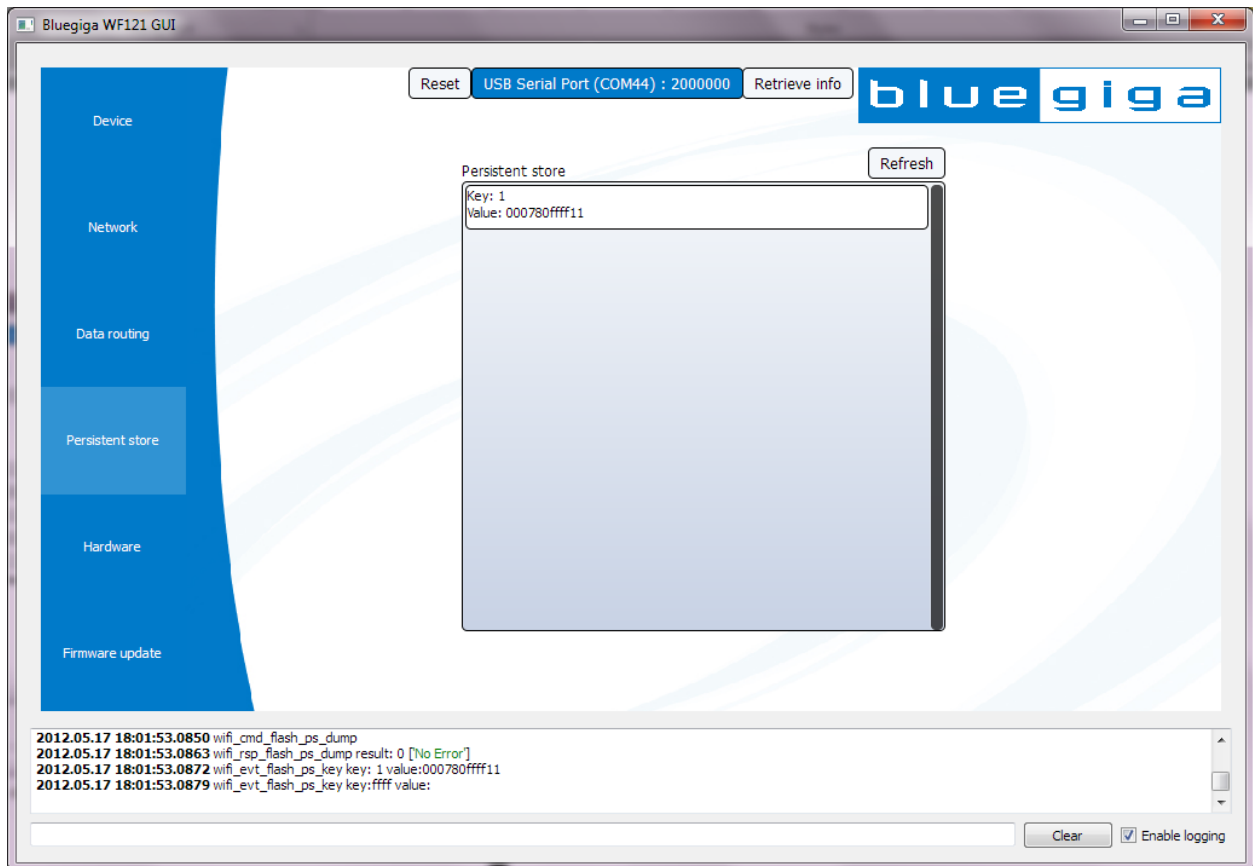 Bluegiga WF121 GUI
Reset
USB Serial Port (COM44) : 2000000
Retrieve info
bluegiga
Device
Network
Data routing
Persistent store
Hardware
Firmware update
Persistent store
Refresh
Key: 1
Value: 000780ffff11
2012.05.17 18:01:53.0850 wifi_cmd_flash_ps_dump
2012.05.17 18:01:53.0863 wifi_rsp_flash_ps_dump result: 0 ['No Error']
2012.05.17 18:01:53.0872 wifi_evt_flash_ps_key key: 1 value:000780ffff11
2012.05.17 18:01:53.0879 wifi_evt_flash_ps_key key:ffff value:
Clear
Enable logging